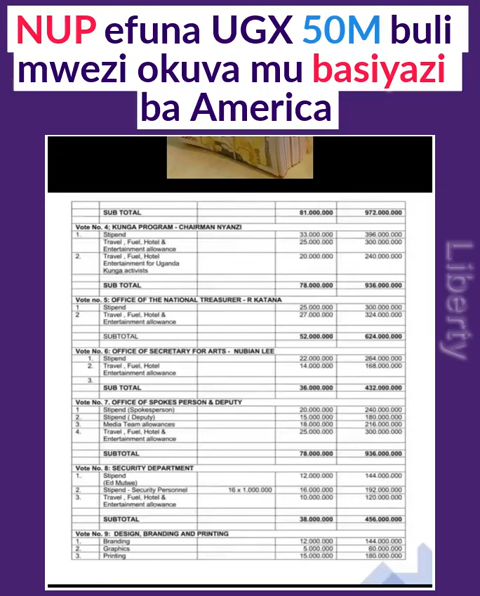 NUP efuna UGX 50M buli
mwezi okuva mu basiyazi
ba America
SUB TOTAL 81.000.000 972.000.000
Vote No. 4; KUNGA PROGRAM - CHAIRMAN NYANZI
1. Stipend 33.000.000 396.000.000
Travel , Fuel, Hotel & 25.000.000 300.000.000
Entertainment allowance
2. Travel , Fuel, Hotel 20.000.000 240.000.000
Entertainment for Uganda
Kunga activists
SUB TOTAL 78.000.000 936.000.000
Vote no. 5: OFFICE OF THE NATIONAL TREASURER - R KATANA
1 Stipend 25.000.000 300.000.000
2 Travel , Fuel, Hotel & 27.000.000 324.000.000
Entertainment allowance
SUBTOTAL 52.000.000 624.000.000
Vote No. 6: OFFICE OF SECRETARY FOR ARTS - NUBIAN LEE
1. Stipend 22.000.000 264.000.000
2. Travel , Fuel, Hotel & 14.000.000 168.000.000
Entertainment allowance
3.
SUB TOTAL 36.000.000 432.000.000
Vote No. 7. OFFICE OF SPOKES PERSON & DEPUTY
1 Stipend (Spokesperson) 20.000.000 240.000.000
2. Stipend ( Deputy) 15.000.000 180.000.000
3. Media Team allowances 18.000.000 216.000.000
4. Travel , Fuel, Hotel & 25.000.000 300.000.000
Entertainment allowance
SUBTOTAL 78.000.000 936.000.000
Vote No. 8: SECURITY DEPARTMENT
1. Stipend 12.000.000 144.000.000
(Ed Mutwe)
2. Stipend - Security Personnel 16 x 1.000.000 16.000.000 192.000.000
3. Travel , Fuel, Hotel & 10.000.000 120.000.000
Entertainment allowance
SUBTOTAL 38.000.000 456.000.000
Vote No. 9: DESIGN, BRANDING AND PRINTING
1. Branding 12.000.000 144.000.000
2. Graphics 5.000.000 60.000.000
3. Printing 15.000.000 180.000.000
Liberty